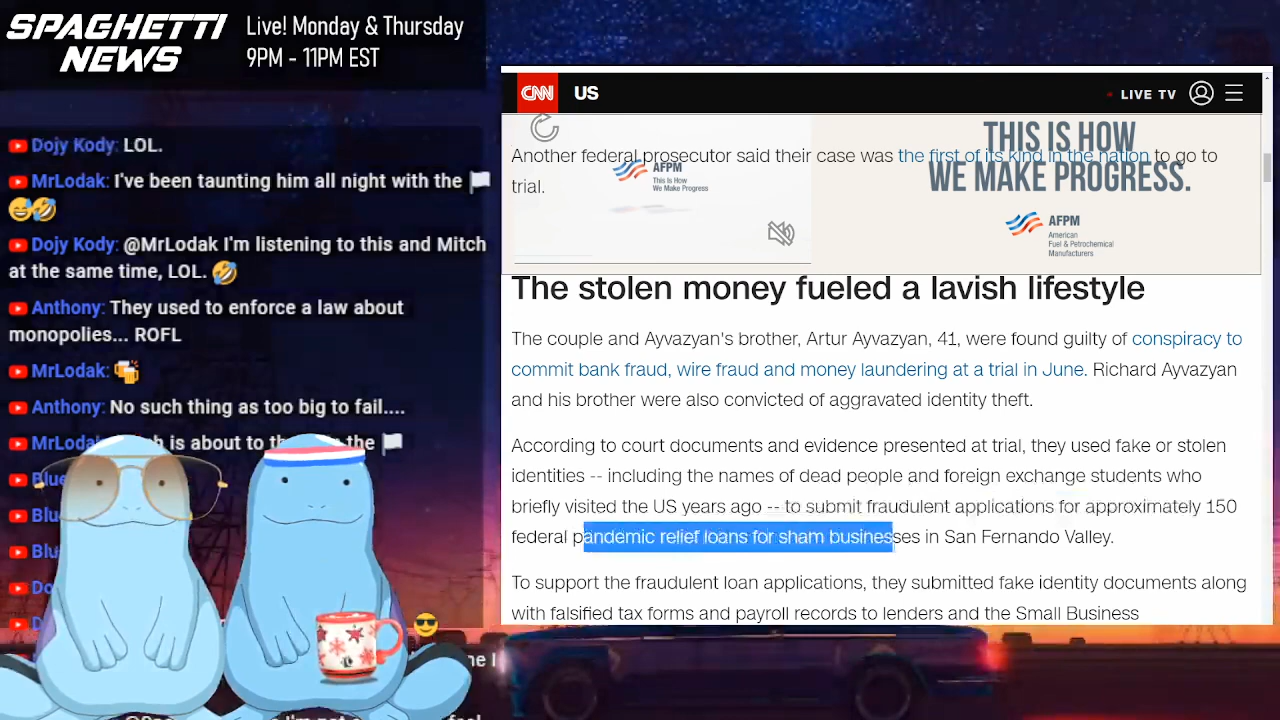 SPAGHETTI
NEWS
Live! Monday & Thursday
9PM - 11PM EST
Dojy Kody: LOL.
MrLodak: I've been taunting him all night with the 🏳
😅🤣
Dojy Kody: @MrLodak I'm listening to this and Mitch
at the same time, LOL. 🤣
Anthony: They used to enforce a law about
monopolies... ROFL
MrLodak: 🍻
Anthony: No such thing as too big to fail....
is about to the 🏳
😎
CNN US
LIVE TV
Another federal prosecutor said their case was the first of its kind in the nation to go to
trial.
AFPM
This Is How
We Make Progress
THIS IS HOW
WE MAKE PROGRESS.
AFPM
American
Fuel & Petrochemical
Manufacturers
The stolen money fueled a lavish lifestyle
The couple and Ayvazyan's brother, Artur Ayvazyan, 41, were found guilty of conspiracy to
commit bank fraud, wire fraud and money laundering at a trial in June. Richard Ayvazyan
and his brother were also convicted of aggravated identity theft.
According to court documents and evidence presented at trial, they used fake or stolen
identities -- including the names of dead people and foreign exchange students who
briefly visited the US years ago -- to submit fraudulent applications for approximately 150
federal pandemic relief loans for sham businesses in San Fernando Valley.
To support the fraudulent loan applications, they submitted fake identity documents along
with falsified tax forms and payroll records to lenders and the Small Business